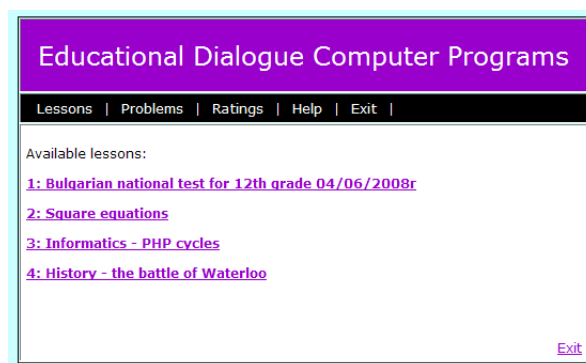 Educational Dialogue Computer Programs
Lessons | Problems | Ratings | Help | Exit |
Available lessons:
1: Bulgarian national test for 12th grade 04/06/2008г
2: Square equations
3: Informatics - PHP cycles
4: History - the battle of Waterloo
Exit